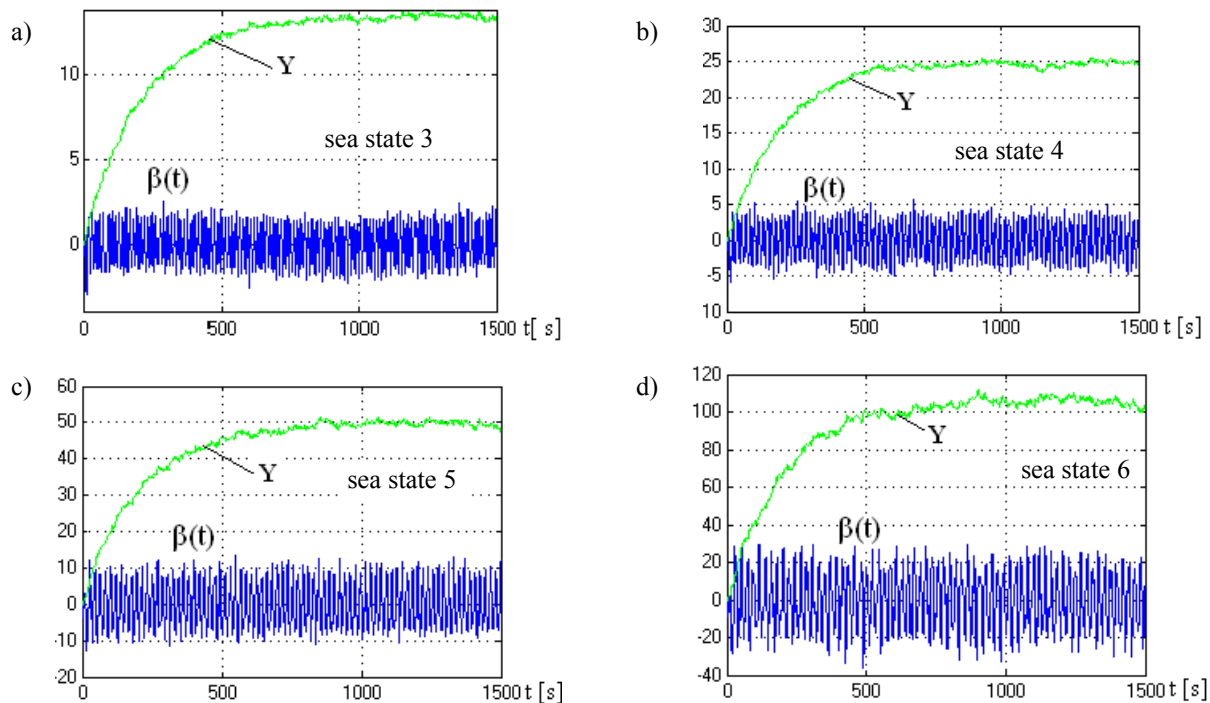 a)
10
5
0
Y
sea state 3
β(t)
0 500 1000 1500 t[ s]
b)
30
25
20
15
10
5
0
-5
10
Y
sea state 4
β(t)
0 500 1000 1500 t [s]
c)
60
50
40
30
20
10
0
-10
-20
Y
sea state 5
β(t)
0 500 1000 1500 t [s]
d)
120
100
80
60
40
20
0
-20
-40
Y
sea state 6
β(t)
0 500 1000 1500 t [s]